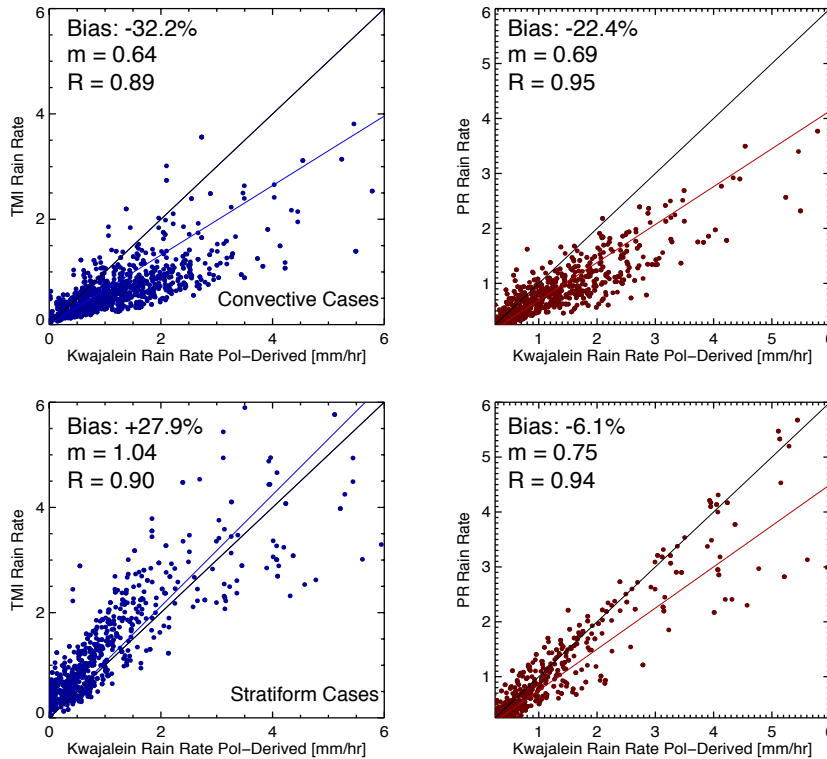 Bias: -32.2%
m = 0.64
R = 0.89
TMI Rain Rate
6
4
2
0
Convective Cases
0 2 4 6
Kwajalein Rain Rate Pol-Derived [mm/hr]
Bias: -22.4%
m = 0.69
R = 0.95
PR Rain Rate
6
5
4
3
2
1
1 2 3 4 5 6
Kwajalein Rain Rate Pol-Derived [mm/hr]
Bias: +27.9%
m = 1.04
R = 0.90
TMI Rain Rate
6
4
2
0
Stratiform Cases
0 2 4 6
Kwajalein Rain Rate Pol-Derived [mm/hr]
Bias: -6.1%
m = 0.75
R = 0.94
PR Rain Rate
6
5
4
3
2
1
1 2 3 4 5 6
Kwajalein Rain Rate Pol-Derived [mm/hr]